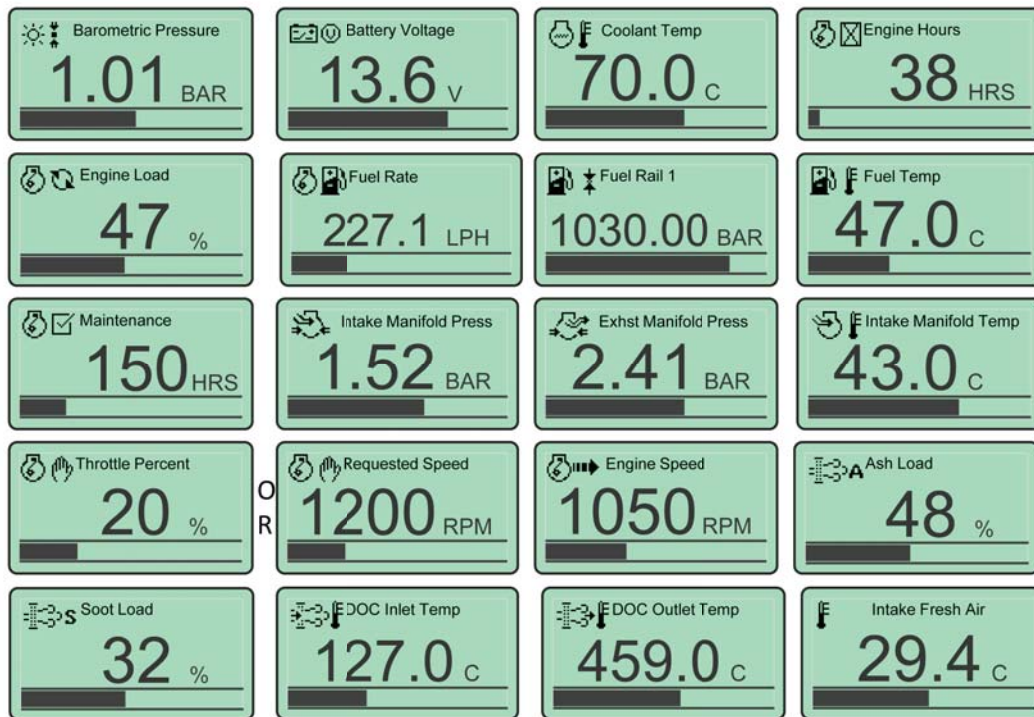 Barometric Pressure
1.01 BAR
Battery Voltage
13.6 V
Coolant Temp
70.0 C
Engine Hours
38 HRS
Engine Load
47 %
Fuel Rate
227.1 LPH
Fuel Rail 1
1030.00 BAR
Fuel Temp
47.0 C
Maintenance
150 HRS
Intake Manifold Press
1.52 BAR
Exhst Manifold Press
2.41 BAR
Intake Manifold Temp
43.0 C
Throttle Percent
20 %
O
R
Requested Speed
1200 RPM
Engine Speed
1050 RPM
A Ash Load
48 %
S Soot Load
32 %
DOC Inlet Temp
127.0 C
DOC Outlet Temp
459.0 C
Intake Fresh Air
29.4 C